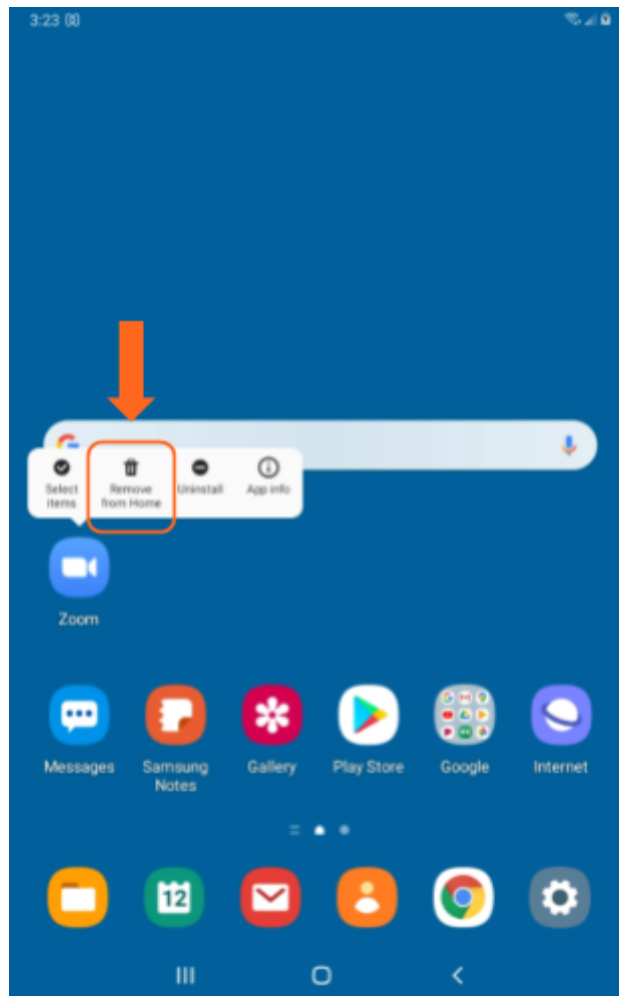 3:23
Select
items
Remove
from Home
Uninstall
App info
Zoom
Messages
Samsung
Notes
Gallery
Play Store
Google
Internet
12